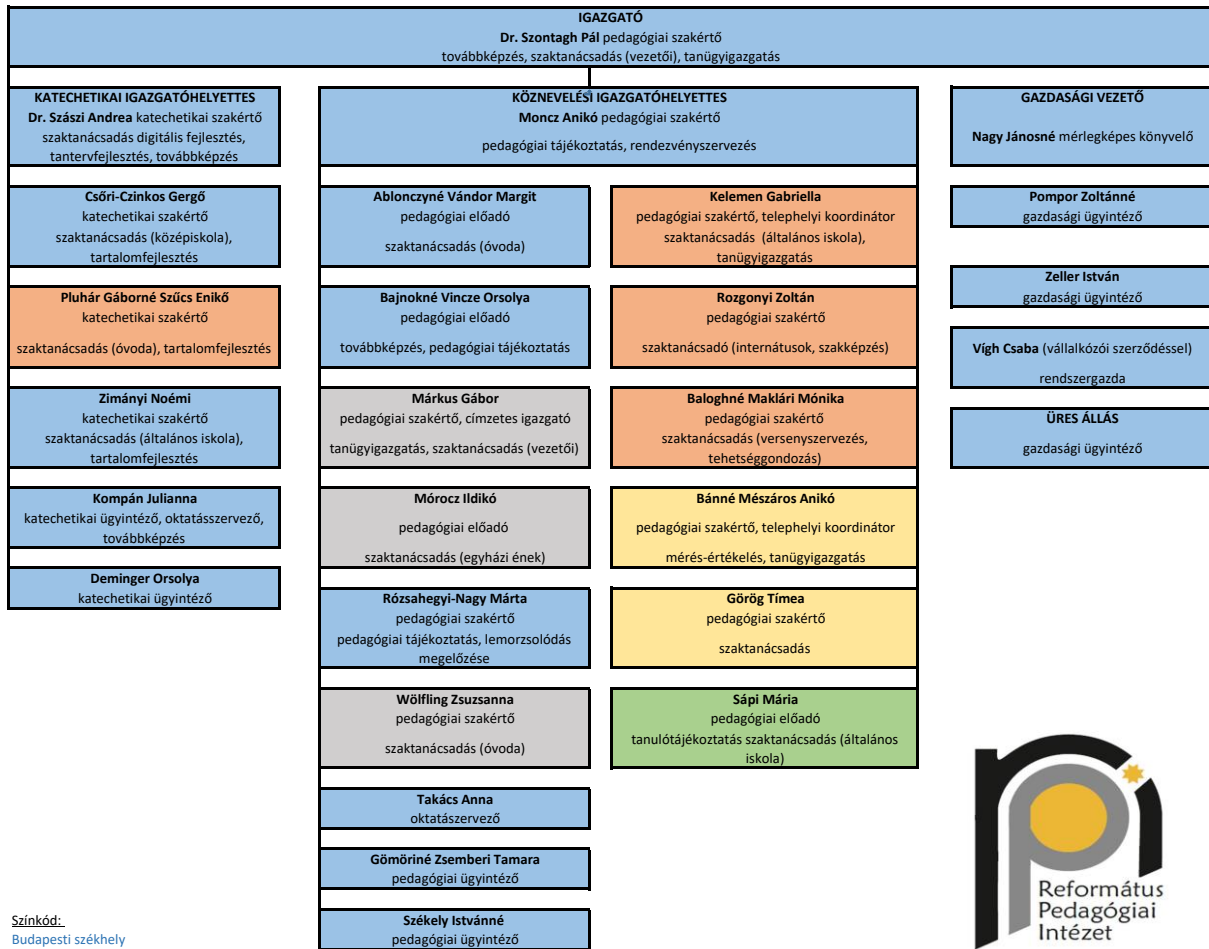 IGAZGATÓ
Dr. Szontagh Pál pedagógiai szakértő
továbbképzés, szaktanácsadás (vezetői), tanügyigazgatás
KATECHETIKAI IGAZGATÓHELYETTES
Dr. Szászi Andrea katechetikai szakértő
szaktanácsadás digitális fejlesztés,
tantervfejlesztés, továbbképzés
KÖZNEVELÉSI IGAZGATÓHELYETTES
Moncz Anikó pedagógiai szakértő
pedagógiai tájékoztatás, rendezvényszervezés
GAZDASÁGI VEZETŐ
Nagy Jánosné mérlegképes könyvelő
Csőri-Czinkos Gergő
katechetikai szakértő
szaktanácsadás (középiskola),
tartalomfejlesztés
Pluhár Gáborné Szűcs Enikő
katechetikai szakértő
szaktanácsadás (óvoda), tartalomfejlesztés
Zimányi Noémi
katechetikai szakértő
szaktanácsadás (általános iskola),
tartalomfejlesztés
Kompán Julianna
katechetikai ügyintéző, oktatásszervező,
továbbképzés
Deminger Orsolya
katechetikai ügyintéző
Ablonczyné Vándor Margit
pedagógiai előadó
szaktanácsadás (óvoda)
Bajnokné Vincze Orsolya
pedagógiai előadó
továbbképzés, pedagógiai tájékoztatás
Márkus Gábor
pedagógiai szakértő, címzetes igazgató
tanügyigazgatás, szaktanácsadás (vezetői)
Mórocz Ildikó
pedagógiai előadó
szaktanácsadás (egyházi ének)
Rózsahegyi-Nagy Márta
pedagógiai szakértő
pedagógiai tájékoztatás, lemorzsolódás
megelőzése
Wölfling Zsuzsanna
pedagógiai szakértő
szaktanácsadás (óvoda)
Takács Anna
oktatászervező
Gömöriné Zsemberi Tamara
pedagógiai ügyintéző
Székely Istvánné
pedagógiai ügyintéző
Kelemen Gabriella
pedagógiai szakértő, telephelyi koordinátor
szaktanácsadás (általános iskola),
tanügyigazgatás
Rozgonyi Zoltán
pedagógiai szakértő
szaktanácsadó (internátusok, szakképzés)
Baloghné Maklári Mónika
pedagógiai szakértő
szaktanácsadás (versenyszervezés,
tehetséggondozás)
Bánné Mészáros Anikó
pedagógiai szakértő, telephelyi koordinátor
mérés-értékelés, tanügyigazgatás
Görög Tímea
pedagógiai szakértő
szaktanácsadás
Sápi Mária
pedagógiai előadó
tanulótájékoztatás szaktanácsadás (általános
iskola)
Pompor Zoltánné
gazdasági ügyintéző
Zeller István
gazdasági ügyintéző
Vígh Csaba (vállalkózói szerződéssel)
rendszergazda
ÜRES ÁLLÁS
gazdasági ügyintéző
Református
Pedagógiai
Intézet
Színkód:
Budapesti székhely